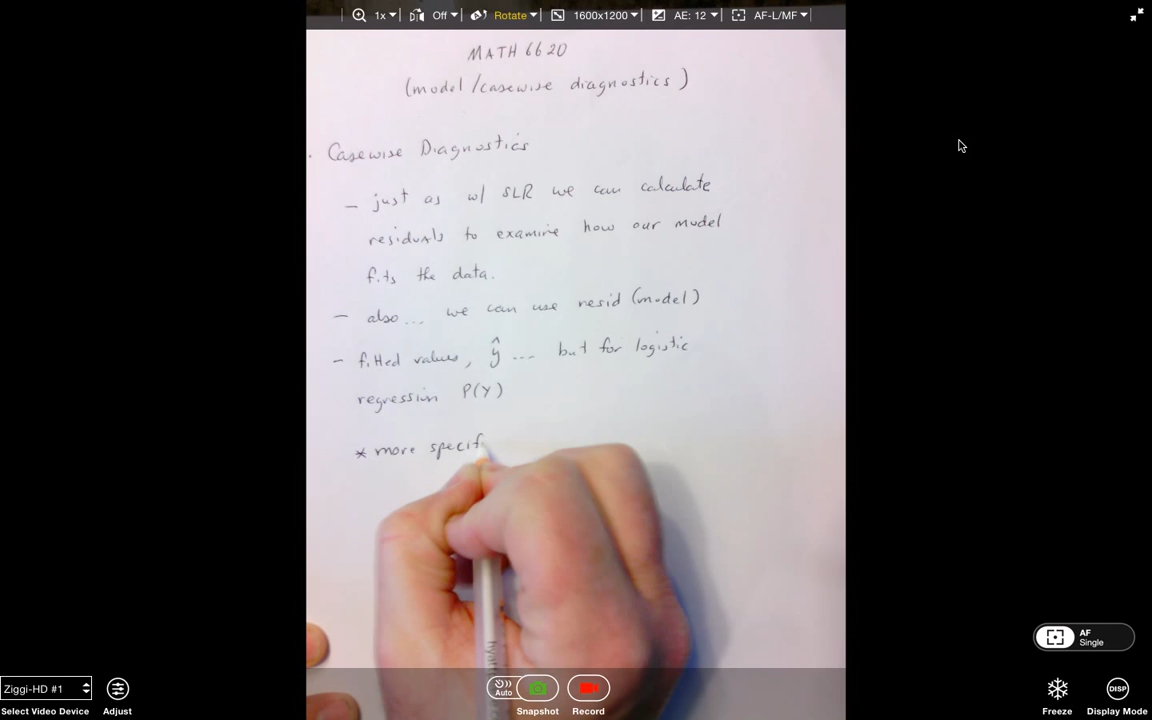 1x
Off
Rotate
1600x1200
AE: 12
AF-L/MF
MATH 6620
(model/casewise diagnostics)
. Casewise Diagnostics
– just as w/ SLR we can calculate
residuals to examine how our model
fits the data.
– also... we can use resid (model)
– fitted values, ŷ ... but for logistic
regression P(Y)
* more specif
AF
Single
Ziggi-HD #1
Auto
DISP
Select Video Device
Adjust
Snapshot
Record
Freeze
Display Mode